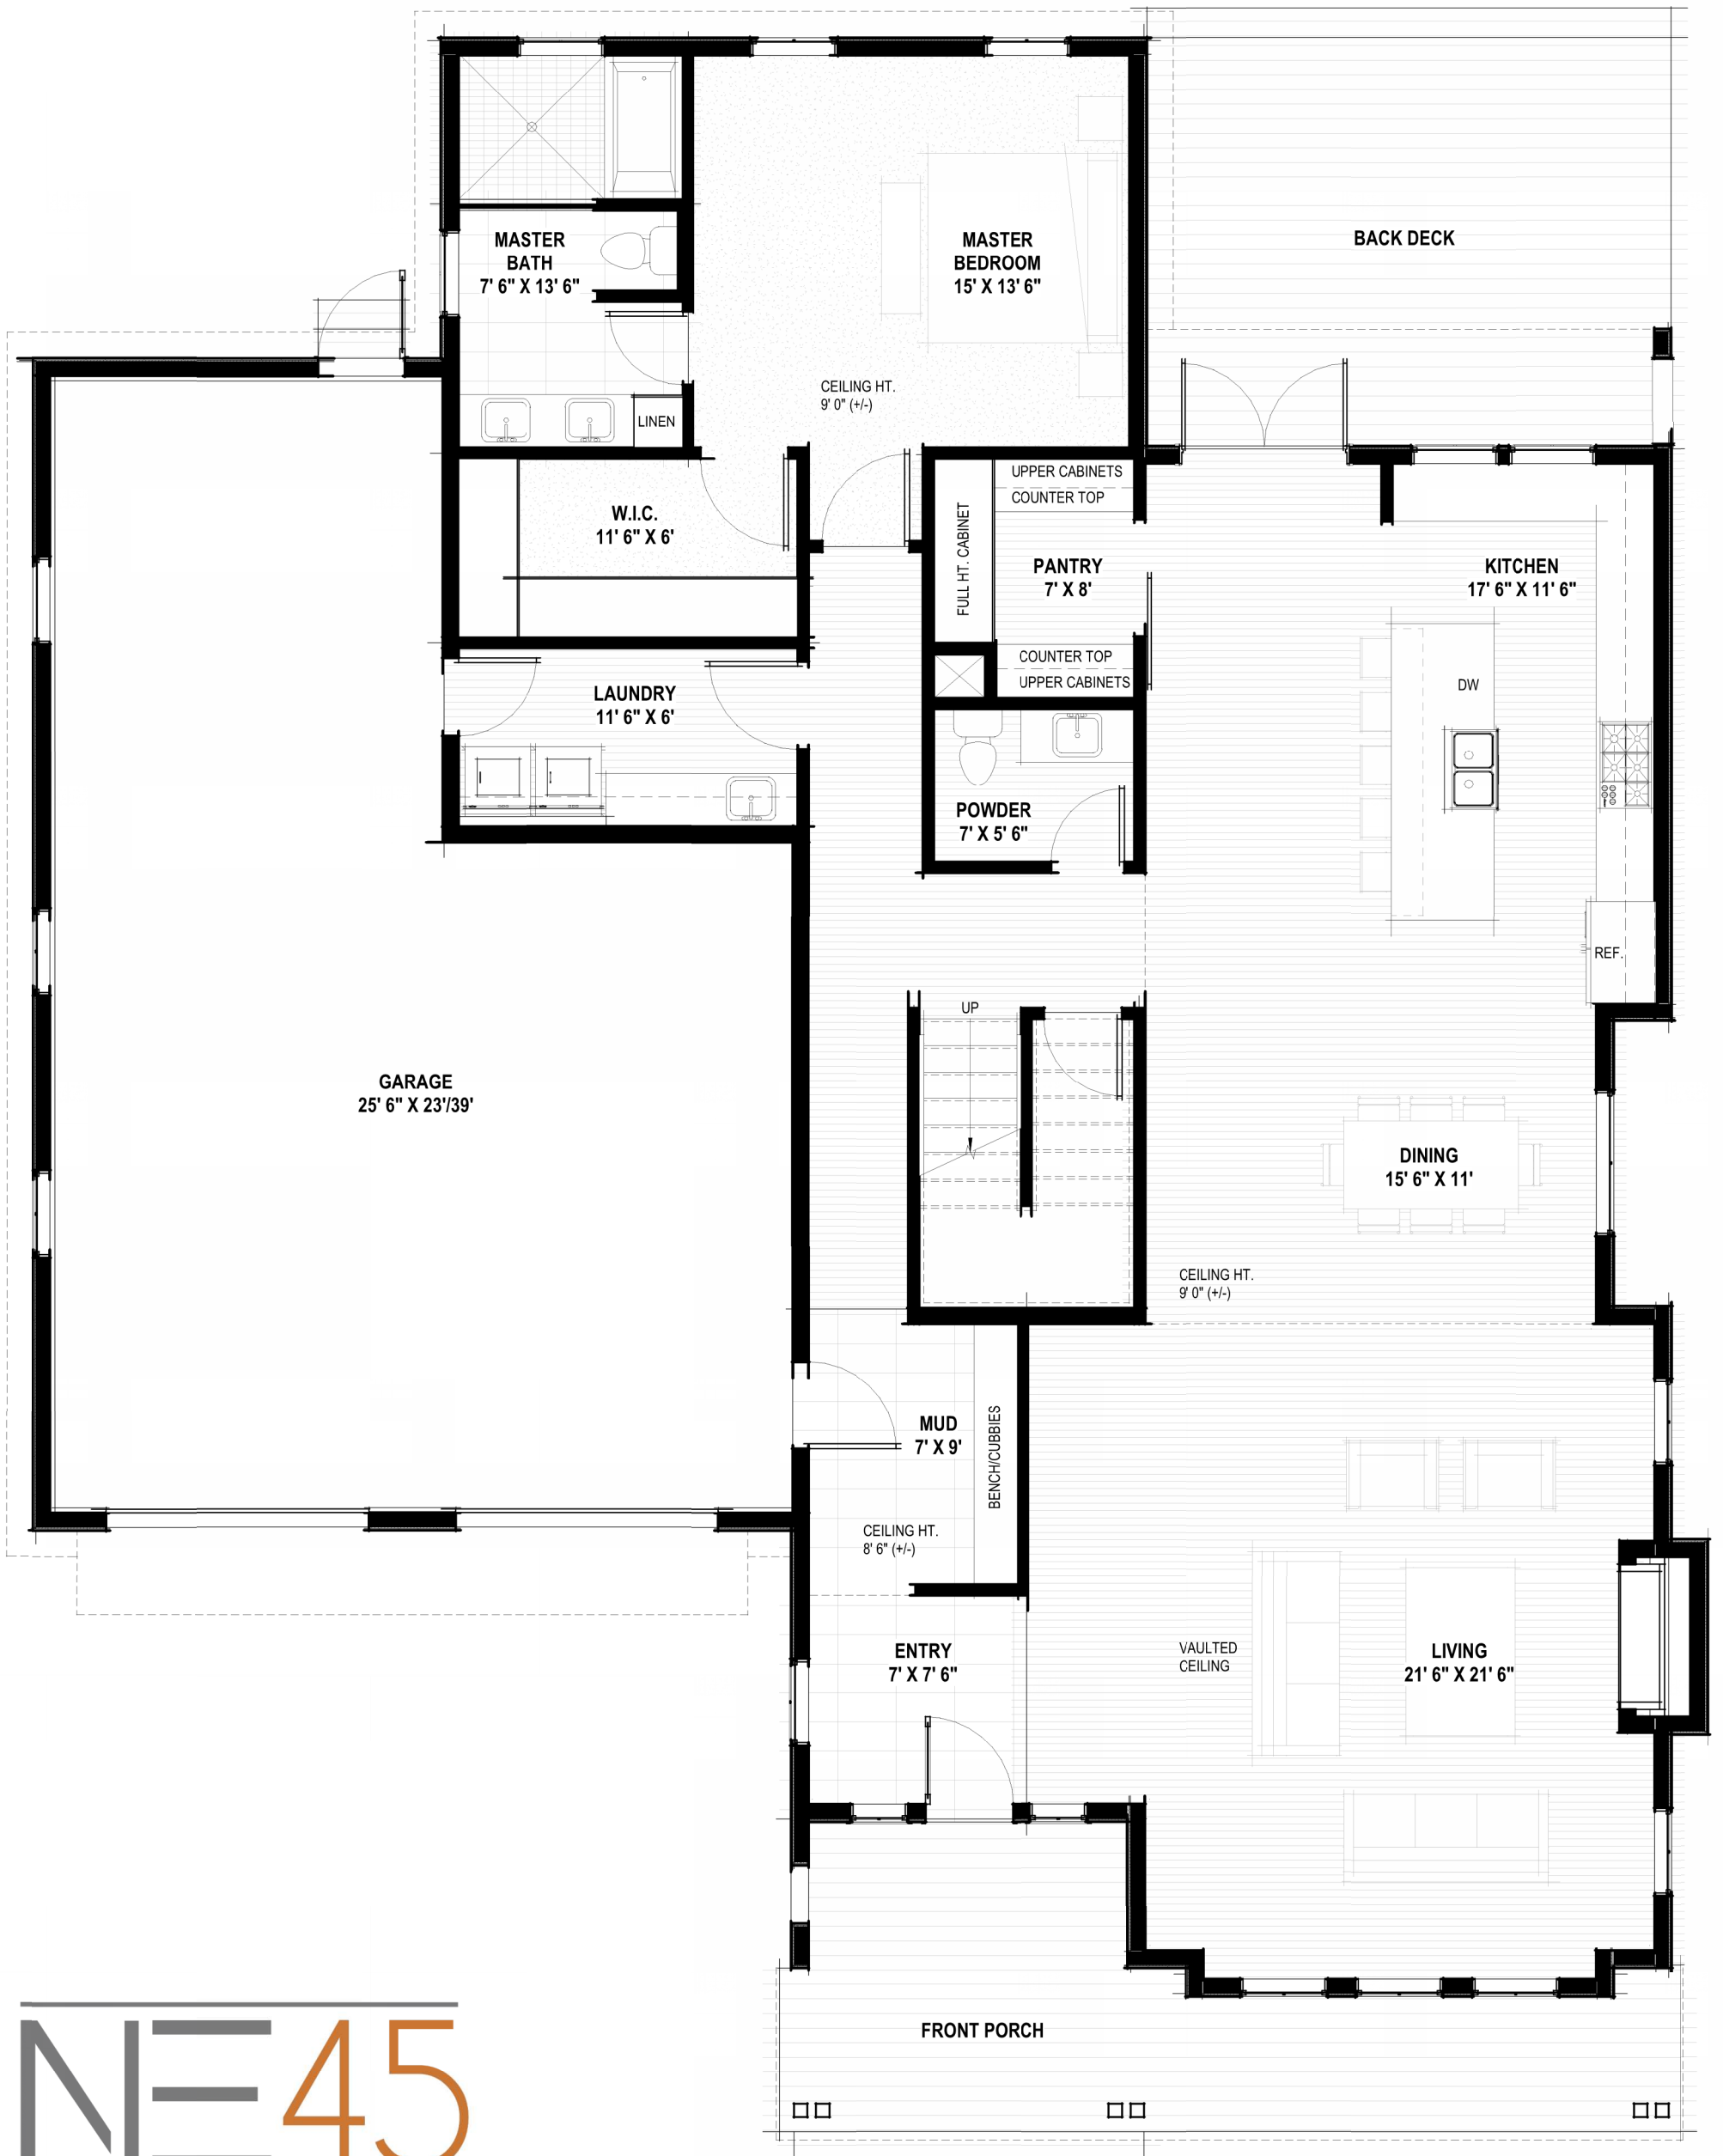 MASTER
BATH
7' 6" X 13' 6"
MASTER
BEDROOM
15' X 13' 6"
BACK DECK
CEILING HT.
9' 0" (+/-)
LINEN
W.I.C.
11' 6" X 6'
FULL HT. CABINET
UPPER CABINETS
COUNTER TOP
PANTRY
7' X 8'
COUNTER TOP
UPPER CABINETS
KITCHEN
17' 6" X 11' 6"
DW
REF.
LAUNDRY
11' 6" X 6'
POWDER
7' X 5' 6"
UP
GARAGE
25' 6" X 23'/39'
DINING
15' 6" X 11'
CEILING HT.
9' 0" (+/-)
MUD
7' X 9'
BENCH/CUBBIES
CEILING HT.
8' 6" (+/-)
ENTRY
7' X 7' 6"
VAULTED
CEILING
LIVING
21' 6" X 21' 6"
FRONT PORCH
NE45